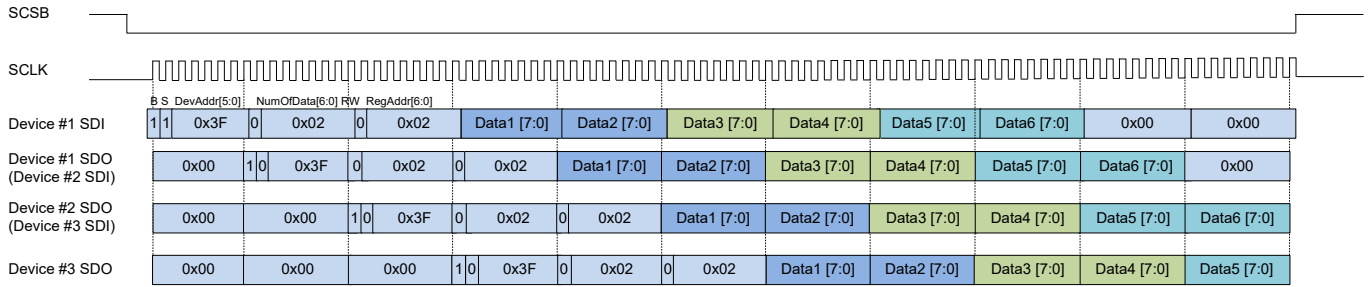 SCSB
SCLK
B S DevAddr[5:0] NumOfData[6:0] RW RegAddr[6:0]
Device #1 SDI 1 1 0x3F 0 0x02 0 0x02 Data1 [7:0] Data2 [7:0] Data3 [7:0] Data4 [7:0] Data5 [7:0] Data6 [7:0] 0x00 0x00
Device #1 SDO
(Device #2 SDI) 0x00 1 0 0x3F 0 0x02 0 0x02 Data1 [7:0] Data2 [7:0] Data3 [7:0] Data4 [7:0] Data5 [7:0] Data6 [7:0] 0x00
Device #2 SDO
(Device #3 SDI) 0x00 0x00 1 0 0x3F 0 0x02 0 0x02 Data1 [7:0] Data2 [7:0] Data3 [7:0] Data4 [7:0] Data5 [7:0] Data6 [7:0]
Device #3 SDO 0x00 0x00 0x00 1 0 0x3F 0 0x02 0 0x02 Data1 [7:0] Data2 [7:0] Data3 [7:0] Data4 [7:0] Data5 [7:0]